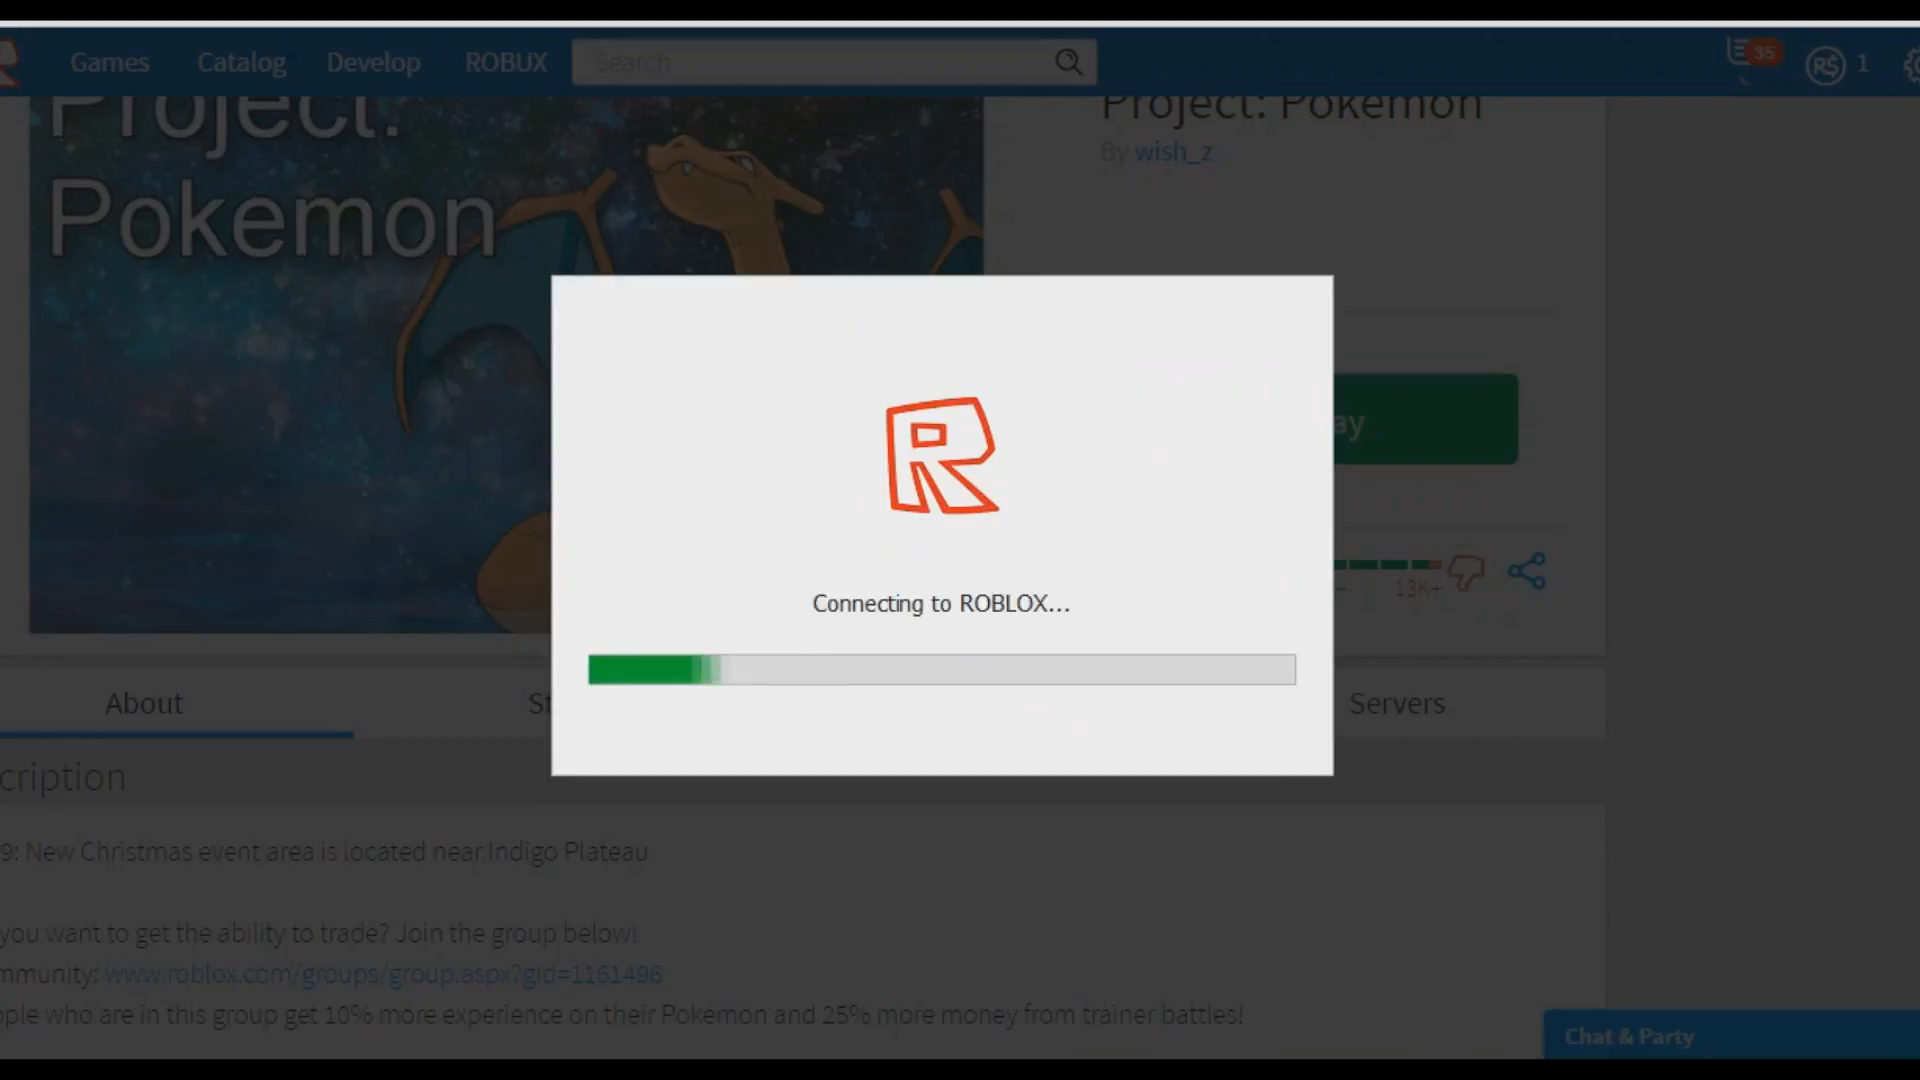 Games Catalog Develop ROBUX Search 35 R$ 1
Project:
Pokemon
Project: Pokemon
By wish_z
ay
13K+
R
Connecting to ROBLOX...
About St Servers
cription
9: New Christmas event area is located near Indigo Plateau
you want to get the ability to trade? Join the group below!
mmunity: www.roblox.com/groups/group.aspx?gid=1161496
ople who are in this group get 10% more experience on their Pokemon and 25% more money from trainer battles!
Chat & Party